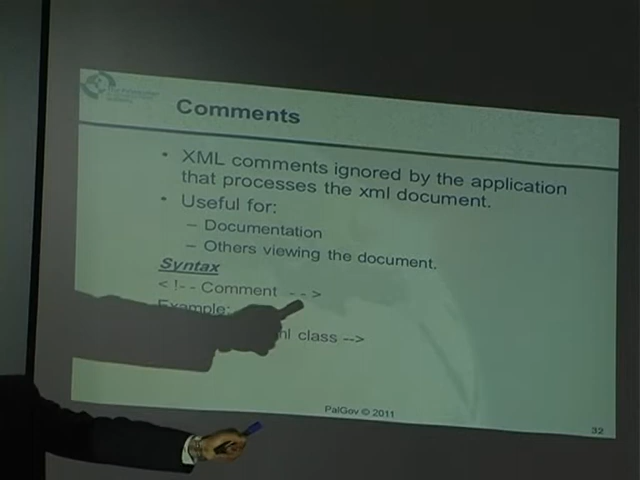 Comments
• XML comments ignored by the application
that processes the xml document.
• Useful for:
– Documentation
– Others viewing the document.
Syntax
< !-- Comment - - >
Example:
class -->
PalGov © 2011
32